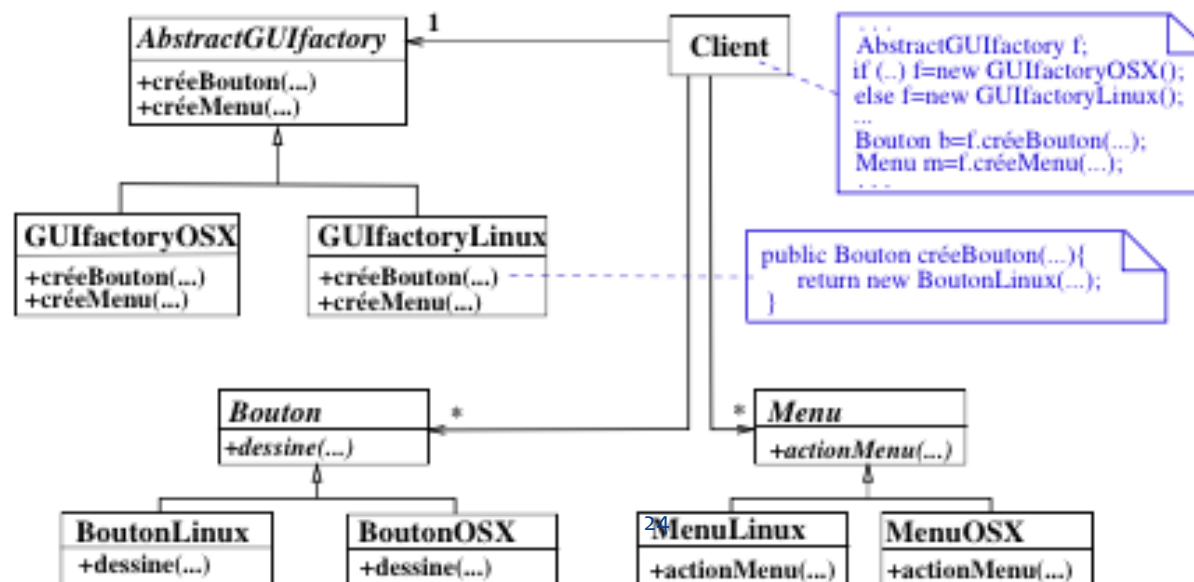 AbstractGUIfactory
+créeBouton(...)
+créeMenu(...)
1
Client
...
AbstractGUIfactory f;
if (..) f=new GUIfactoryOSX();
else f=new GUIfactoryLinux();
...
Bouton b=f.créeBouton(...);
Menu m=f.créeMenu(...);
...
GUIfactoryOSX
+créeBouton(...)
+créeMenu(...)
GUIfactoryLinux
+créeBouton(...)
+créeMenu(...)
public Bouton créeBouton(...){
return new BoutonLinux(...);
}
Bouton
+dessine(...)
*
*
Menu
+actionMenu(...)
BoutonLinux
+dessine(...)
BoutonOSX
+dessine(...)
24
MenuLinux
+actionMenu(...)
MenuOSX
+actionMenu(...)